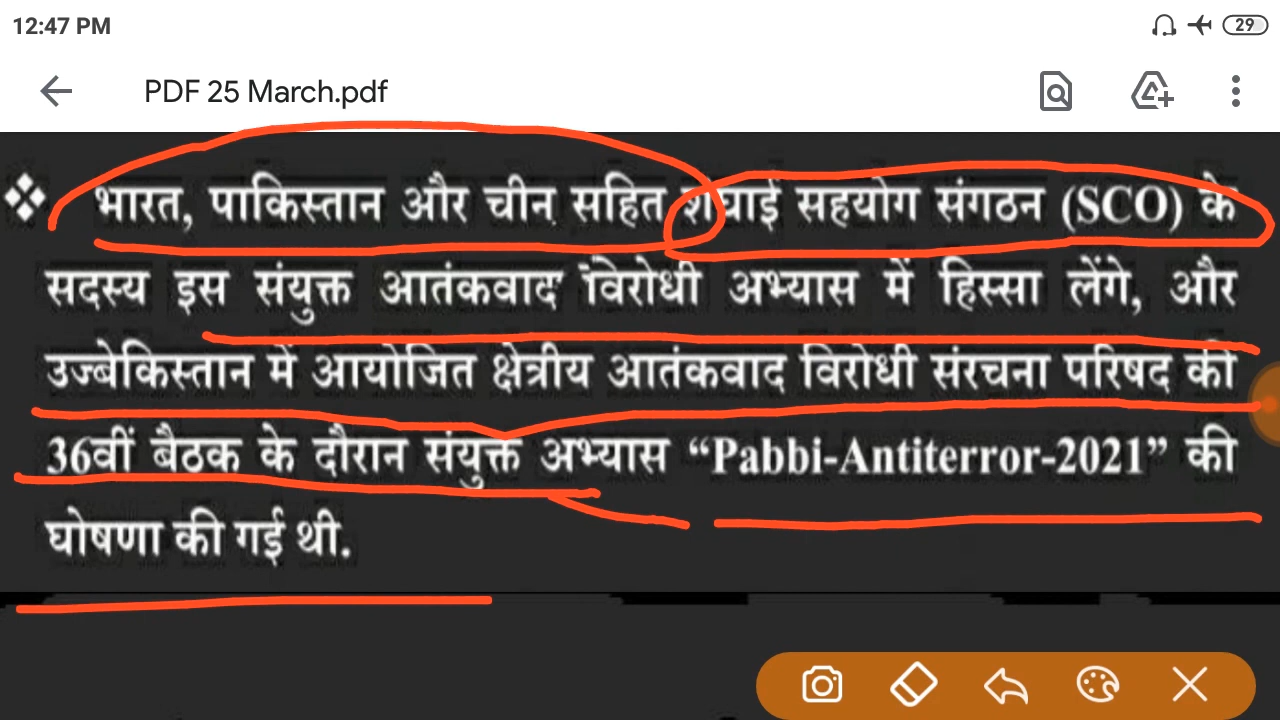 12:47 PM
29
PDF 25 March.pdf
❖ भारत, पाकिस्तान और चीन सहित शंघाई सहयोग संगठन (SCO) के
सदस्य इस संयुक्त आतंकवाद विरोधी अभ्यास में हिस्सा लेंगे, और
उज्बेकिस्तान में आयोजित क्षेत्रीय आतंकवाद विरोधी संरचना परिषद की
36वीं बैठक के दौरान संयुक्त अभ्यास “Pabbi-Antiterror-2021” की
घोषणा की गई थी.